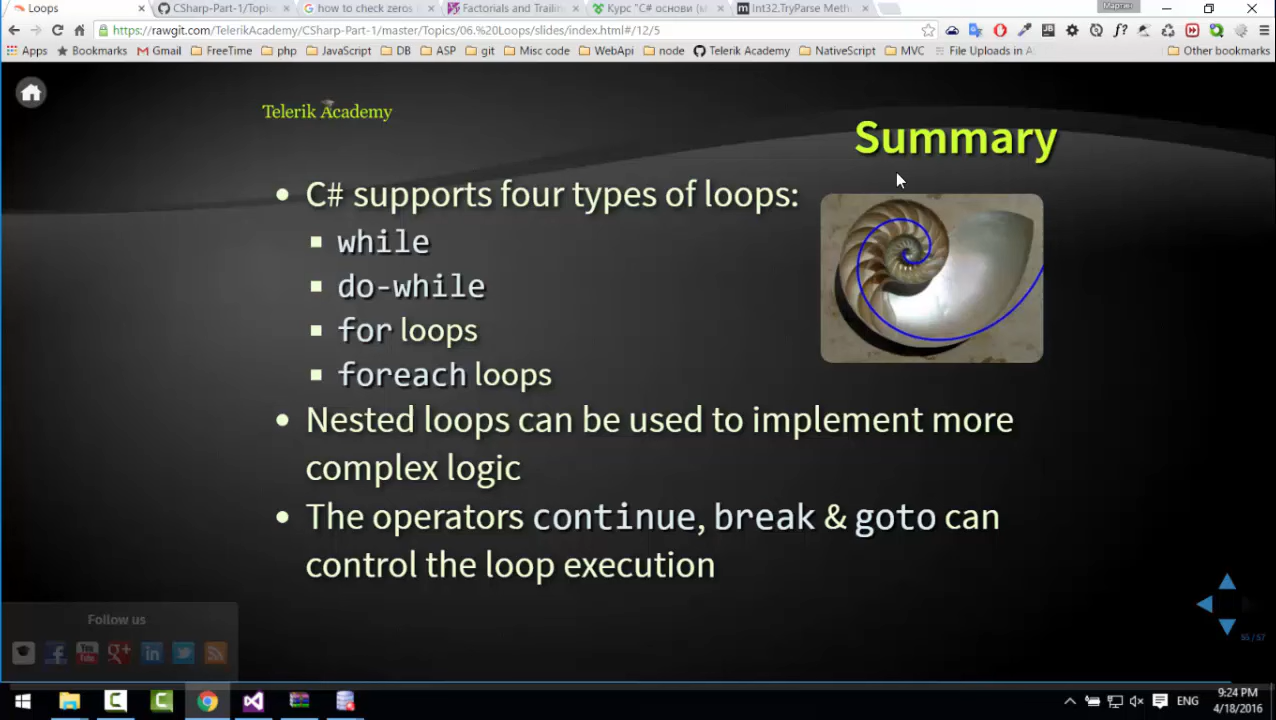 Мартин
Loops
CSharp-Part-1/Topics
how to check zeros
Factorials and Trailin
Курс "C# основи (м
Int32.TryParse Metho
https://rawgit.com/TelerikAcademy/CSharp-Part-1/master/Topics/06.%20Loops/slides/index.html#/12/5
Apps Bookmarks Gmail FreeTime php JavaScript DB ASP git Misc code WebApi node Telerik Academy NativeScript MVC File Uploads in AS Other bookmarks
Telerik Academy
Summary
• C# supports four types of loops:
▪ while
▪ do-while
▪ for loops
▪ foreach loops
• Nested loops can be used to implement more
complex logic
• The operators continue, break & goto can
control the loop execution
Follow us
ENG
9:24 PM
4/18/2016